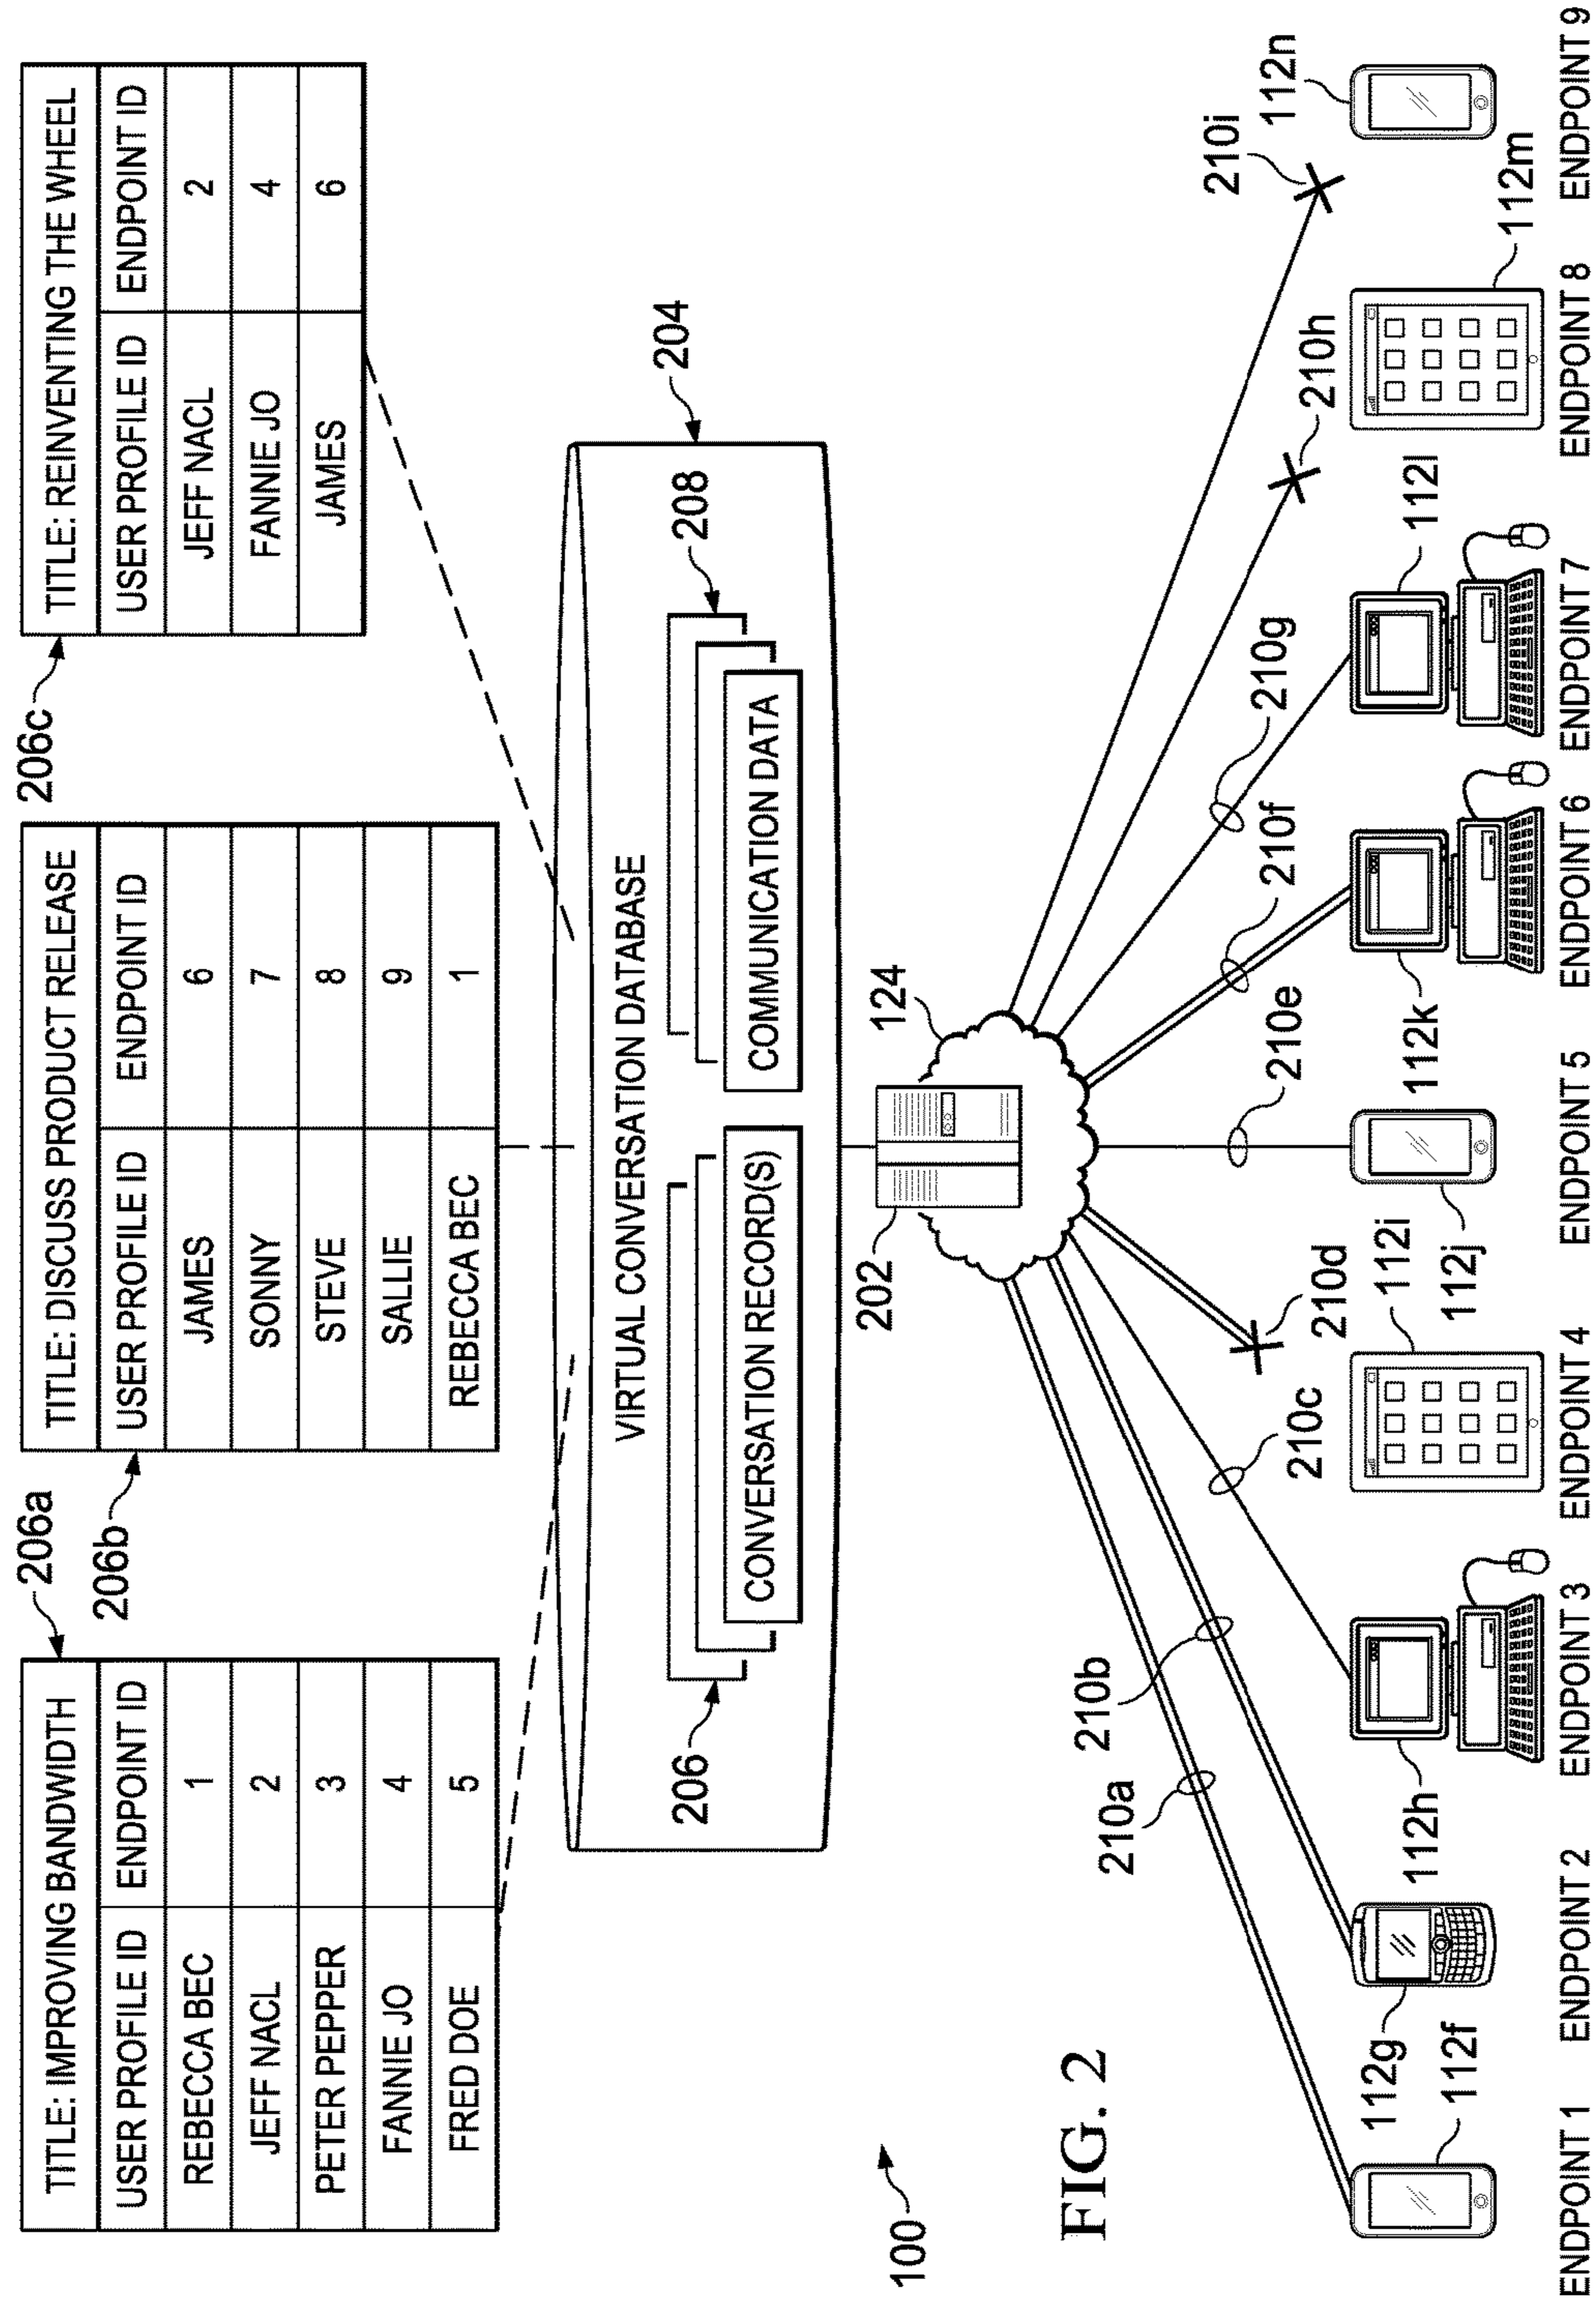 206a
TITLE: IMPROVING BANDWIDTH
USER PROFILE ID ENDPOINT ID
REBECCA BEC 1
JEFF NACL 2
PETER PEPPER 3
FANNIE JO 4
FRED DOE 5
206b
TITLE: DISCUSS PRODUCT RELEASE
USER PROFILE ID ENDPOINT ID
JAMES 6
SONNY 7
STEVE 8
SALLIE 9
REBECCA BEC 1
206c
TITLE: REINVENTING THE WHEEL
USER PROFILE ID ENDPOINT ID
JEFF NACL 2
FANNIE JO 4
JAMES 6
204
VIRTUAL CONVERSATION DATABASE
206
208
CONVERSATION RECORD(S)
COMMUNICATION DATA
100
202
124
FIG. 2
210a
210b
210c
210d
210e
210f
210g
210h
210i
112f
112g
112h
112i
112j
112k
112l
112m
112n
ENDPOINT 1 ENDPOINT 2 ENDPOINT 3 ENDPOINT 4 ENDPOINT 5 ENDPOINT 6 ENDPOINT 7 ENDPOINT 8 ENDPOINT 9